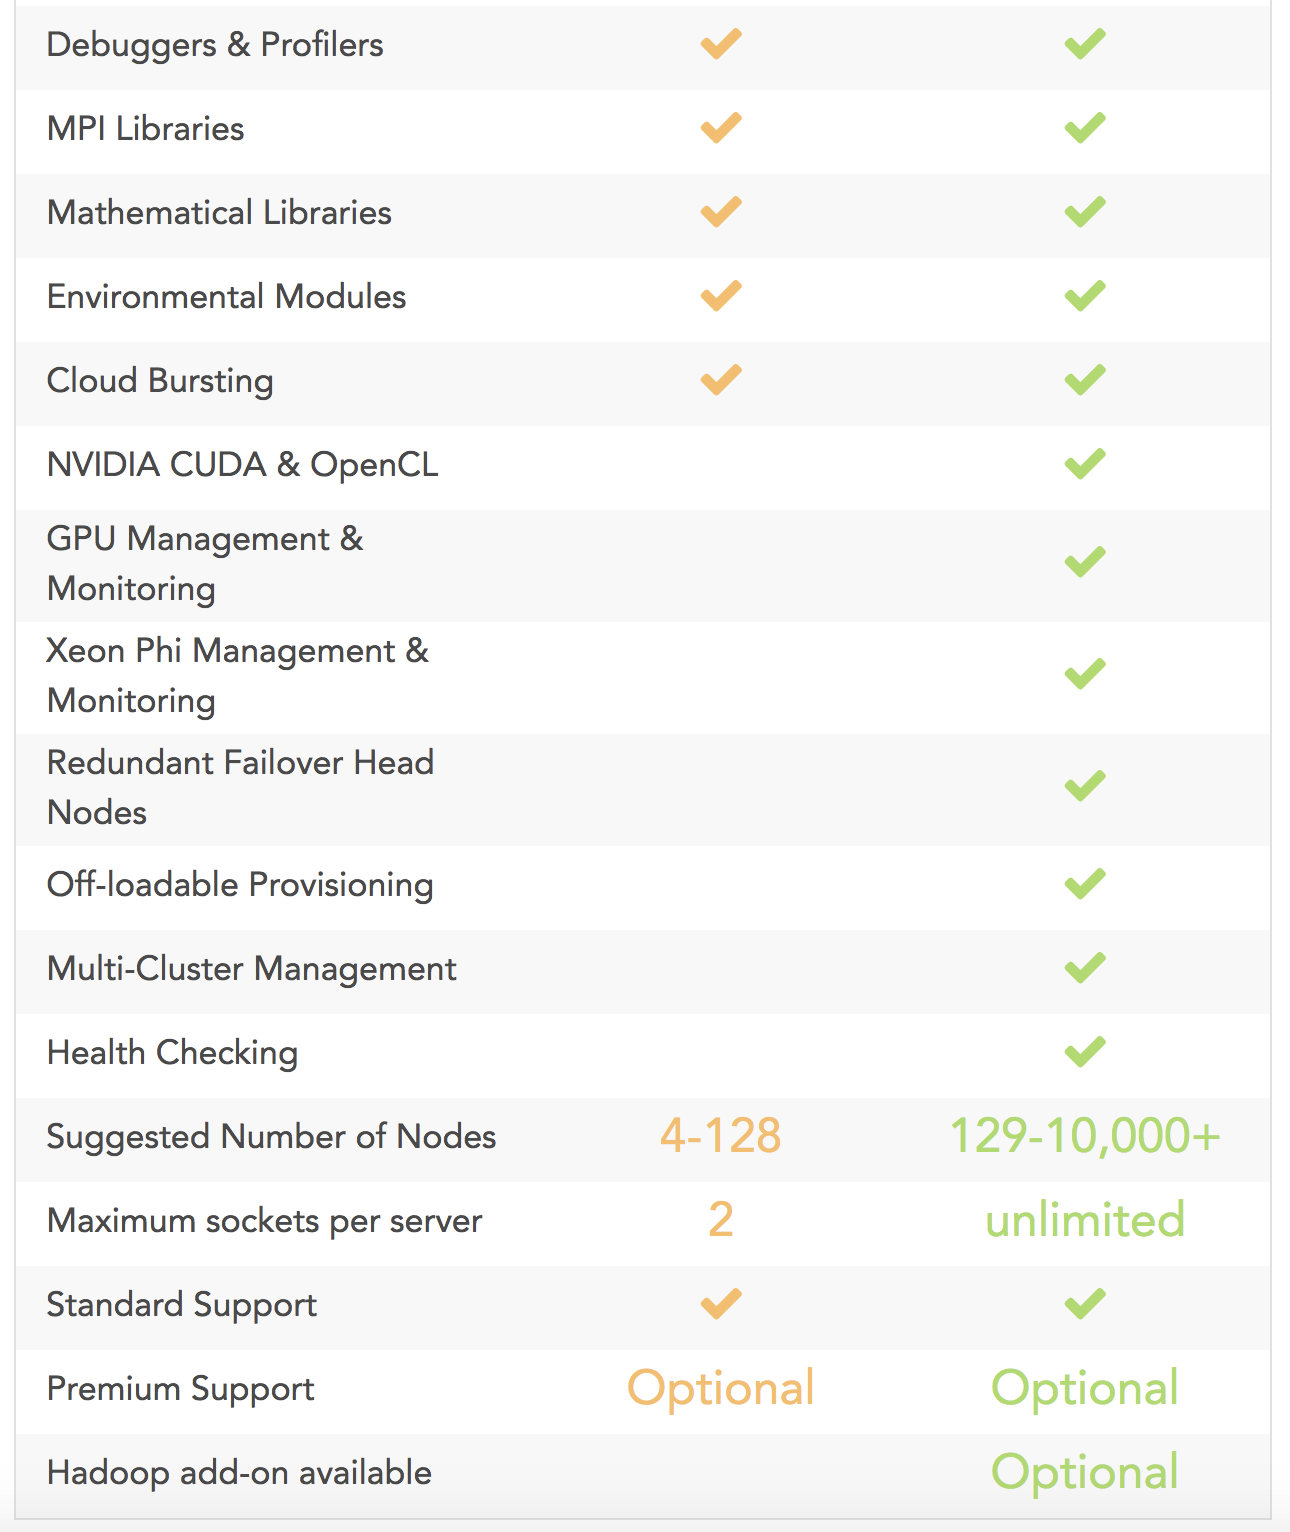 Debuggers & Profilers
MPI Libraries
Mathematical Libraries
Environmental Modules
Cloud Bursting
NVIDIA CUDA & OpenCL
GPU Management &
Monitoring
Xeon Phi Management &
Monitoring
Redundant Failover Head
Nodes
Off-loadable Provisioning
Multi-Cluster Management
Health Checking
Suggested Number of Nodes 4-128 129-10,000+
Maximum sockets per server 2 unlimited
Standard Support
Premium Support Optional Optional
Hadoop add-on available Optional